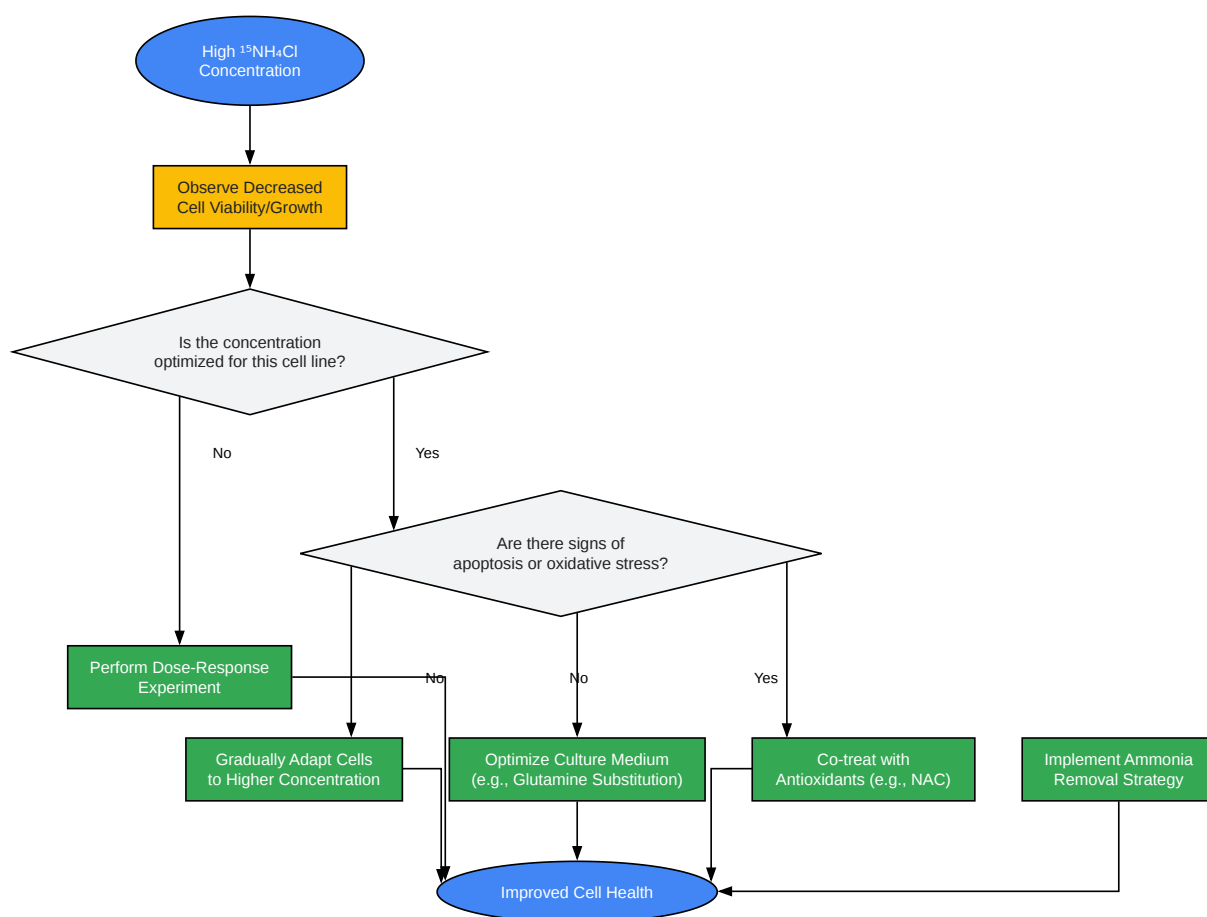 High ¹⁵NH₄Cl
Concentration
Observe Decreased
Cell Viability/Growth
Is the concentration
optimized for this cell line?
No
Yes
Are there signs of
apoptosis or oxidative stress?
Perform Dose-Response
Experiment
No
No
Yes
Gradually Adapt Cells
to Higher Concentration
Optimize Culture Medium
(e.g., Glutamine Substitution)
Co-treat with
Antioxidants (e.g., NAC)
Implement Ammonia
Removal Strategy
Improved Cell Health